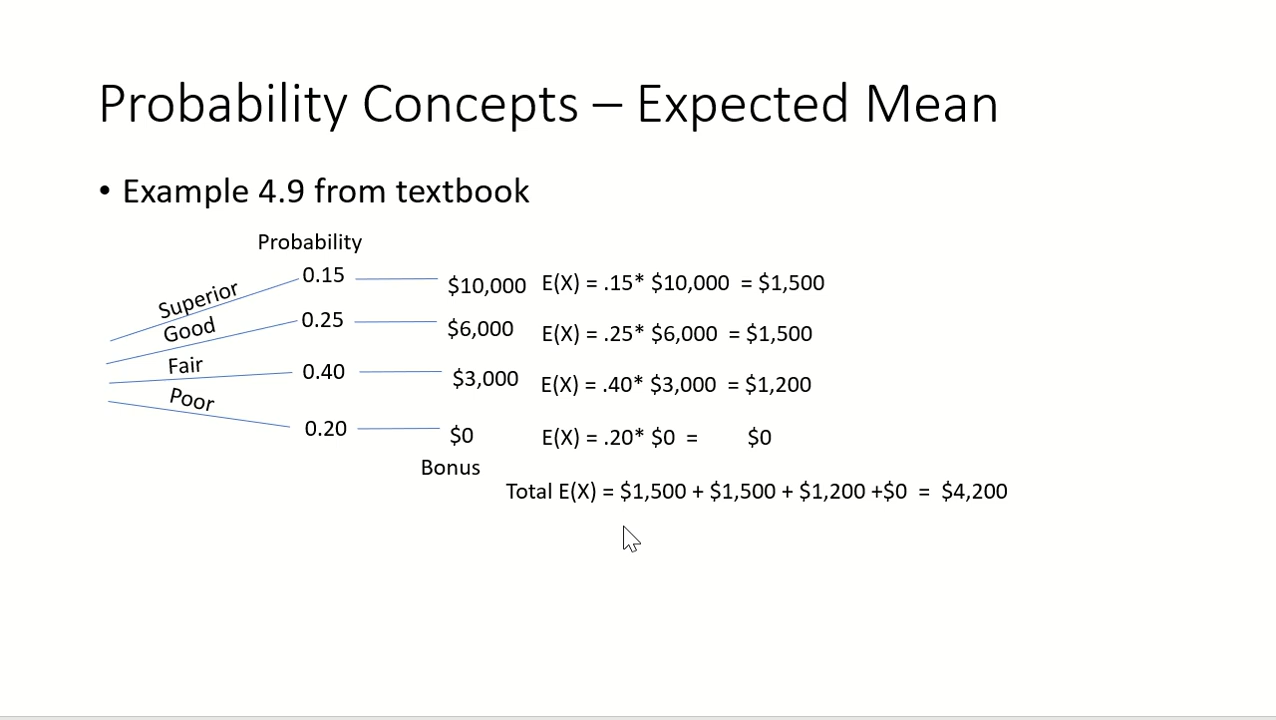 Probability Concepts – Expected Mean
• Example 4.9 from textbook
Probability
Superior 0.15 $10,000 E(X) = .15* $10,000 = $1,500
Good 0.25 $6,000 E(X) = .25* $6,000 = $1,500
Fair 0.40 $3,000 E(X) = .40* $3,000 = $1,200
Poor 0.20 $0 E(X) = .20* $0 = $0
Bonus
Total E(X) = $1,500 + $1,500 + $1,200 +$0 = $4,200